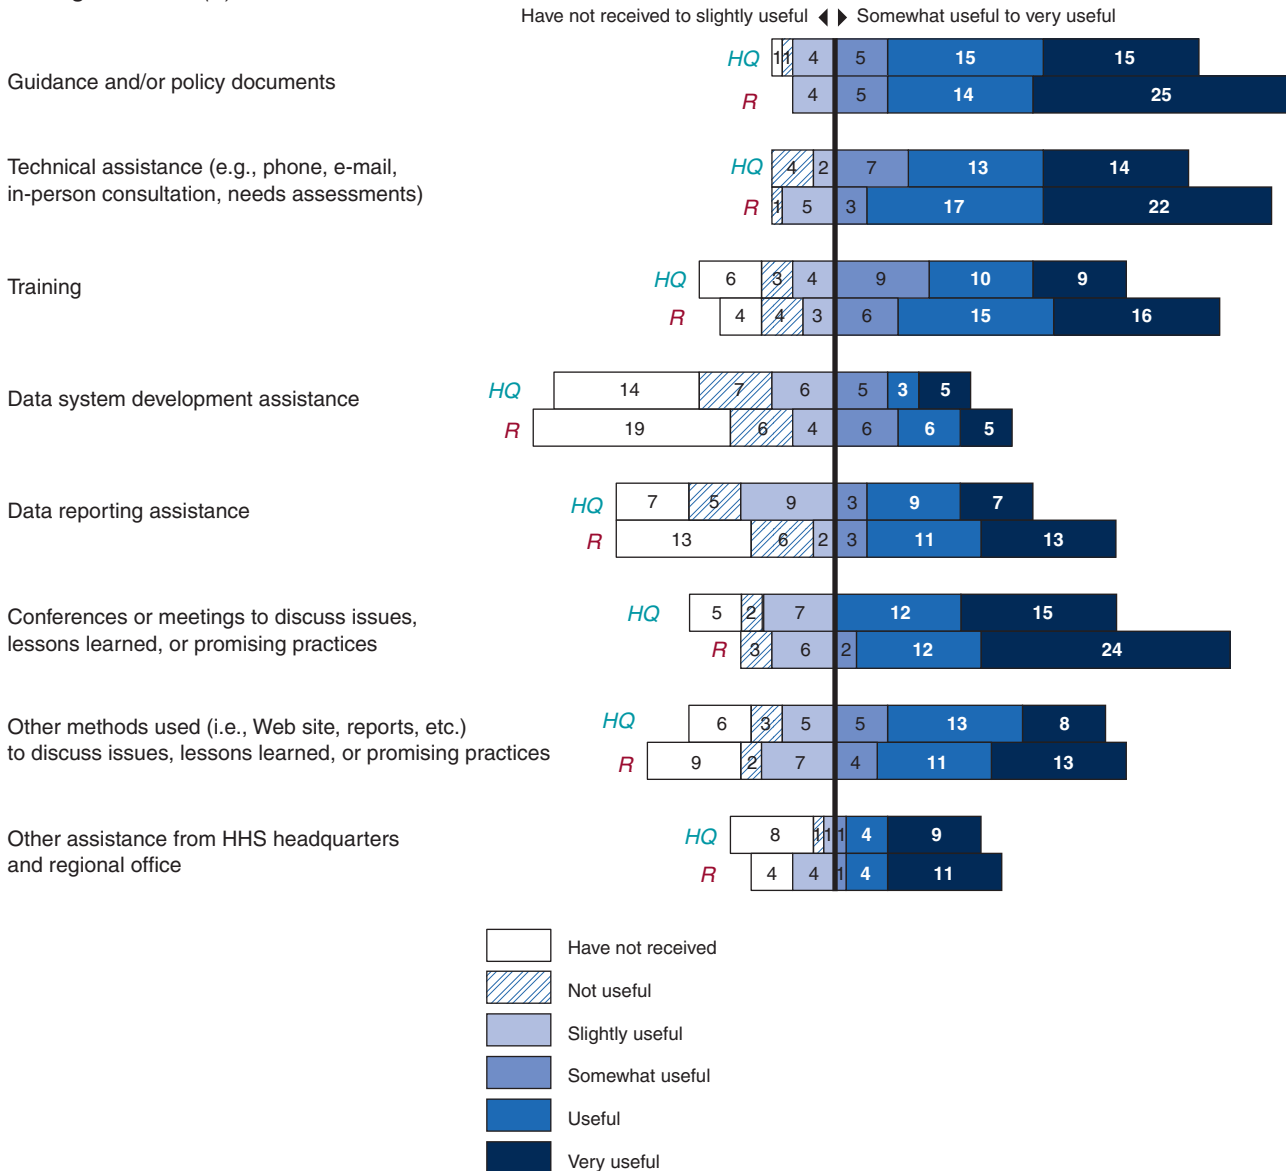 Have not received to slightly useful Somewhat useful to very useful
Guidance and/or policy documents
HQ 1 1 4 5 15 15
R 4 5 14 25
Technical assistance (e.g., phone, e-mail,
in-person consultation, needs assessments)
HQ 4 2 7 13 14
R 1 5 3 17 22
Training
HQ 6 3 4 9 10 9
R 4 4 3 6 15 16
Data system development assistance
HQ 14 7 6 5 3 5
R 19 6 4 6 6 5
Data reporting assistance
HQ 7 5 9 3 9 7
R 13 6 2 3 11 13
Conferences or meetings to discuss issues,
lessons learned, or promising practices
HQ 5 2 7 12 15
R 3 6 2 12 24
Other methods used (i.e., Web site, reports, etc.)
to discuss issues, lessons learned, or promising practices
HQ 6 3 5 5 13 8
R 9 2 7 4 11 13
Other assistance from HHS headquarters
and regional office
HQ 8 1 1 1 4 9
R 4 4 1 4 11
Have not received
Not useful
Slightly useful
Somewhat useful
Useful
Very useful